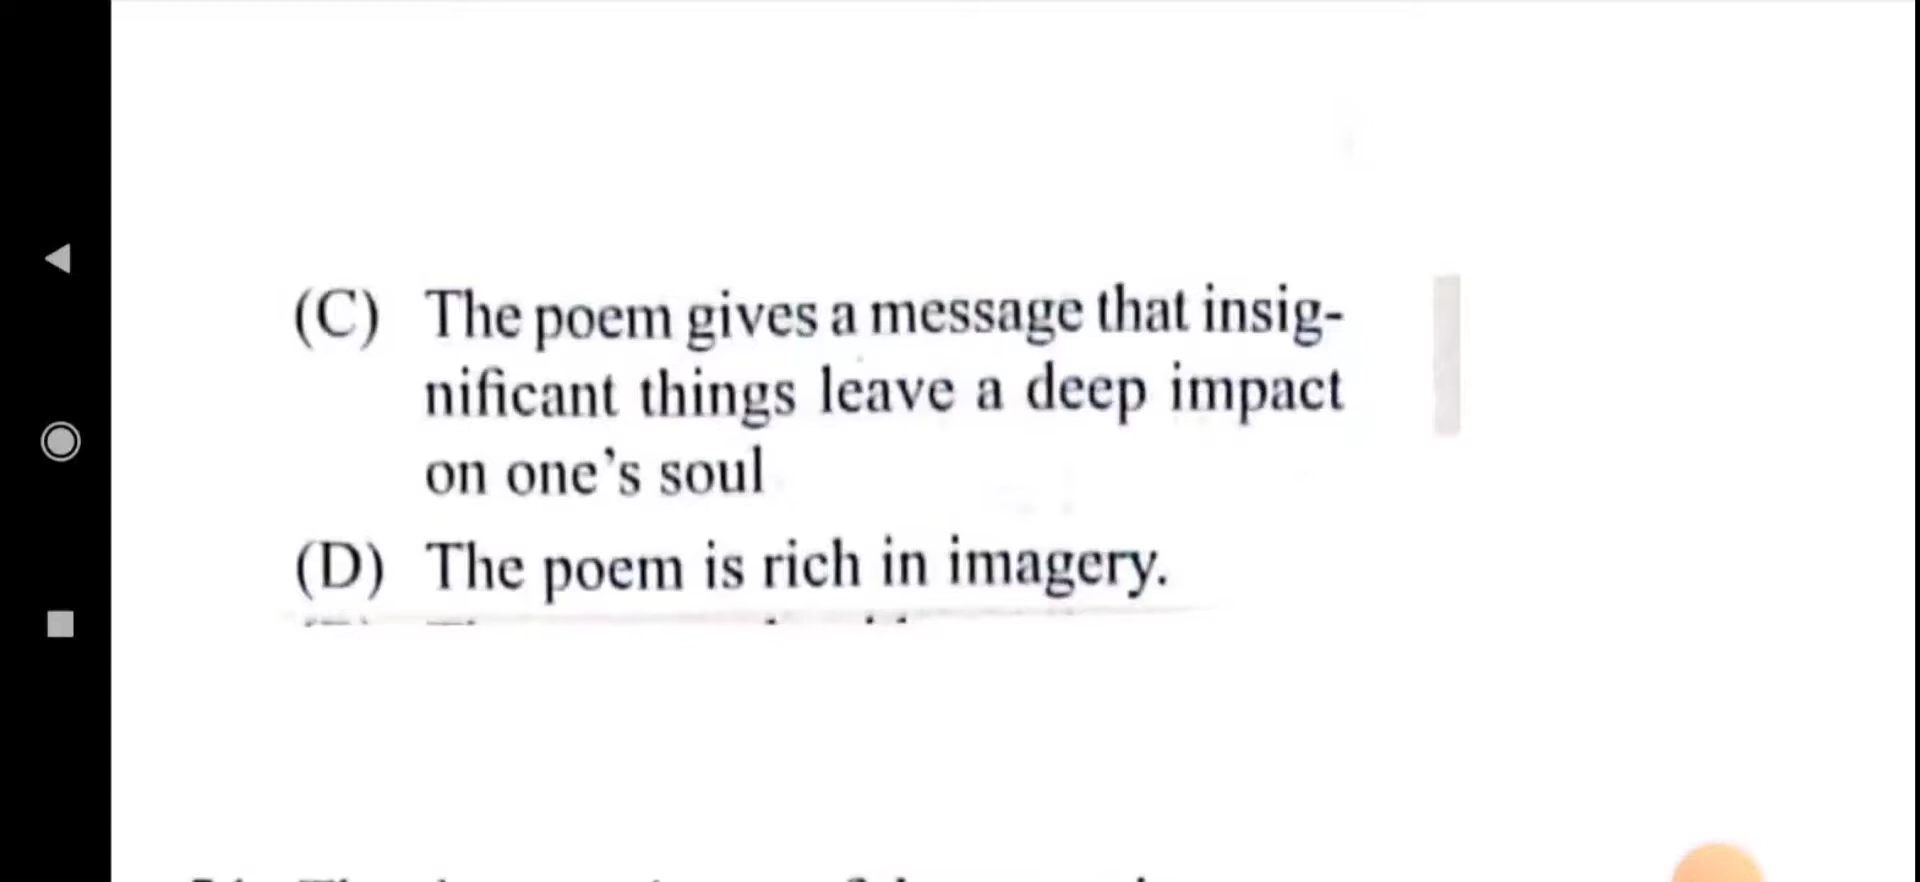 (C) The poem gives a message that insig-
nificant things leave a deep impact
on one's soul
(D) The poem is rich in imagery.